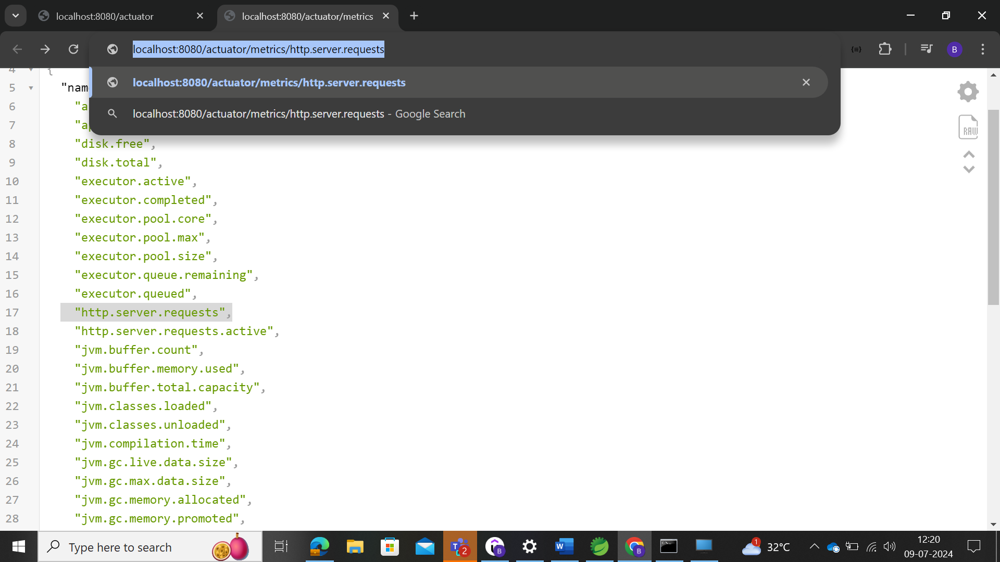 localhost:8080/actuator
localhost:8080/actuator/metrics
localhost:8080/actuator/metrics/http.server.requests
B
localhost:8080/actuator/metrics/http.server.requests
localhost:8080/actuator/metrics/http.server.requests - Google Search
4 {
5 "nam
6 "a
7 "ap
8 "disk.free",
9 "disk.total",
10 "executor.active",
11 "executor.completed",
12 "executor.pool.core",
13 "executor.pool.max",
14 "executor.pool.size",
15 "executor.queue.remaining",
16 "executor.queued",
17 "http.server.requests",
18 "http.server.requests.active",
19 "jvm.buffer.count",
20 "jvm.buffer.memory.used",
21 "jvm.buffer.total.capacity",
22 "jvm.classes.loaded",
23 "jvm.classes.unloaded",
24 "jvm.compilation.time",
25 "jvm.gc.live.data.size",
26 "jvm.gc.max.data.size",
27 "jvm.gc.memory.allocated",
28 "jvm.gc.memory.promoted",
RAW
Type here to search
T 2
B
W
B
1
32°C
12:20
09-07-2024